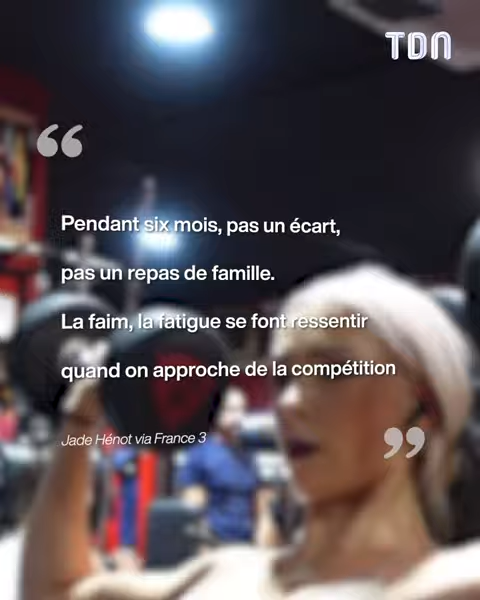 TDN
“
Pendant six mois, pas un écart,
pas un repas de famille.
La faim, la fatigue se font ressentir
quand on approche de la compétition
Jade Hénot via France 3
”